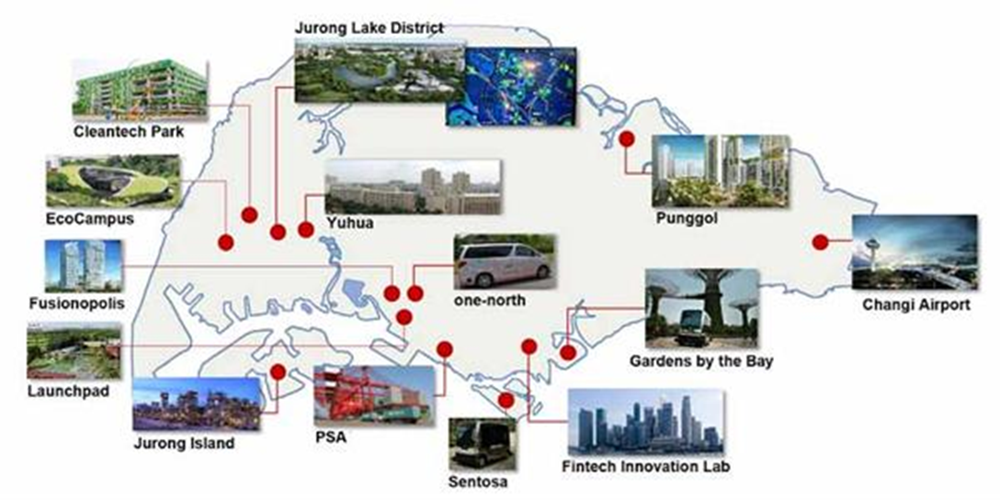 Jurong Lake District
Cleantech Park
EcoCampus
Yuhua
Punggol
Fusionopolis
one-north
Changi Airport
Launchpad
Gardens by the Bay
Jurong Island
PSA
Sentosa
Fintech Innovation Lab